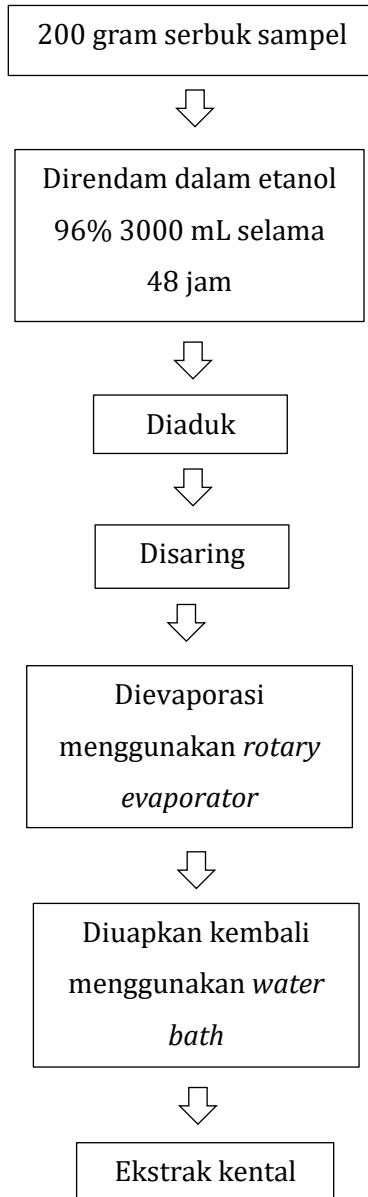 200 gram serbuk sampel
Direndam dalam etanol
96% 3000 mL selama
48 jam
Diaduk
Disaring
Dievaporasi
menggunakan rotary
evaporator
Diuapkan kembali
menggunakan water
bath
Ekstrak kental